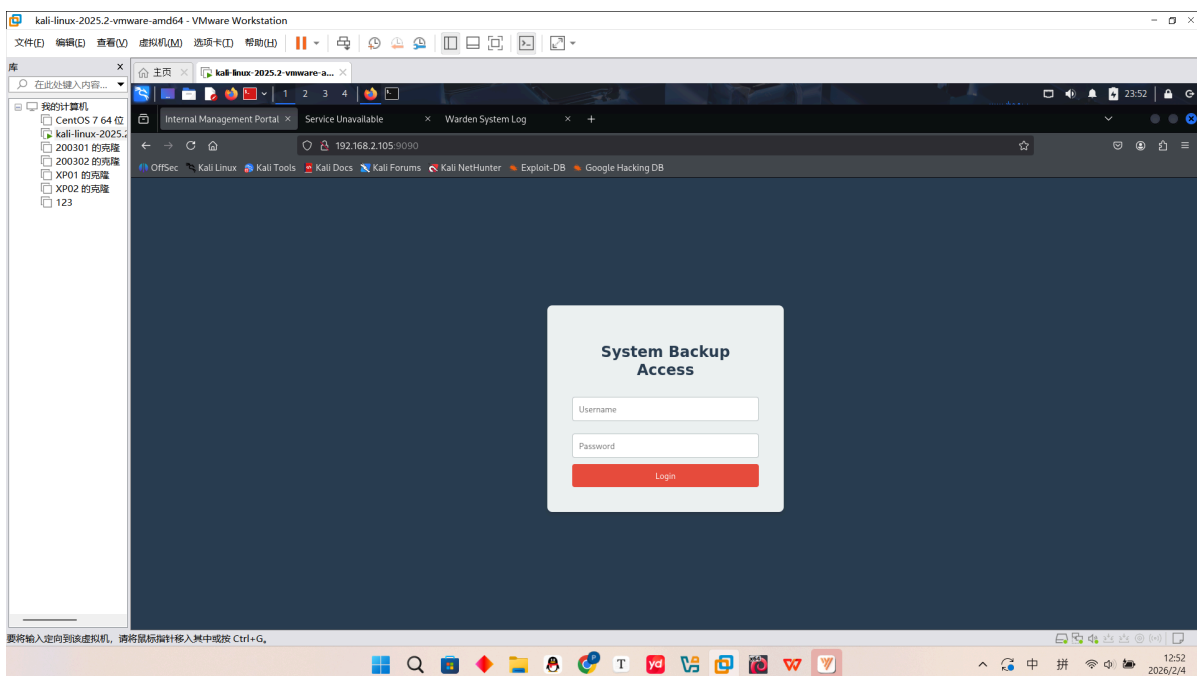 kali-linux-2025.2-vmware-amd64 - VMware Workstation
文件(F) 编辑(E) 查看(V) 虚拟机(M) 选项卡(T) 帮助(H)
库 x
在此处键入内容...
主页
kali-linux-2025.2-vmware-a...
我的计算机
CentOS 7 64 位
kali-linux-2025.2
200301 的克隆
200302 的克隆
XP01 的克隆
XP02 的克隆
123
1 2 3 4
23:52
Internal Management Portal × Service Unavailable × Warden System Log × +
192.168.2.105:9090
OffSec Kali Linux Kali Tools Kali Docs Kali Forums Kali NetHunter Exploit-DB Google Hacking DB
System Backup
Access
Username
Password
Login
要将输入定向到该虚拟机，请将鼠标指针移入其中或按 Ctrl+G。
T yd
中 拼
12:52
2026/2/4